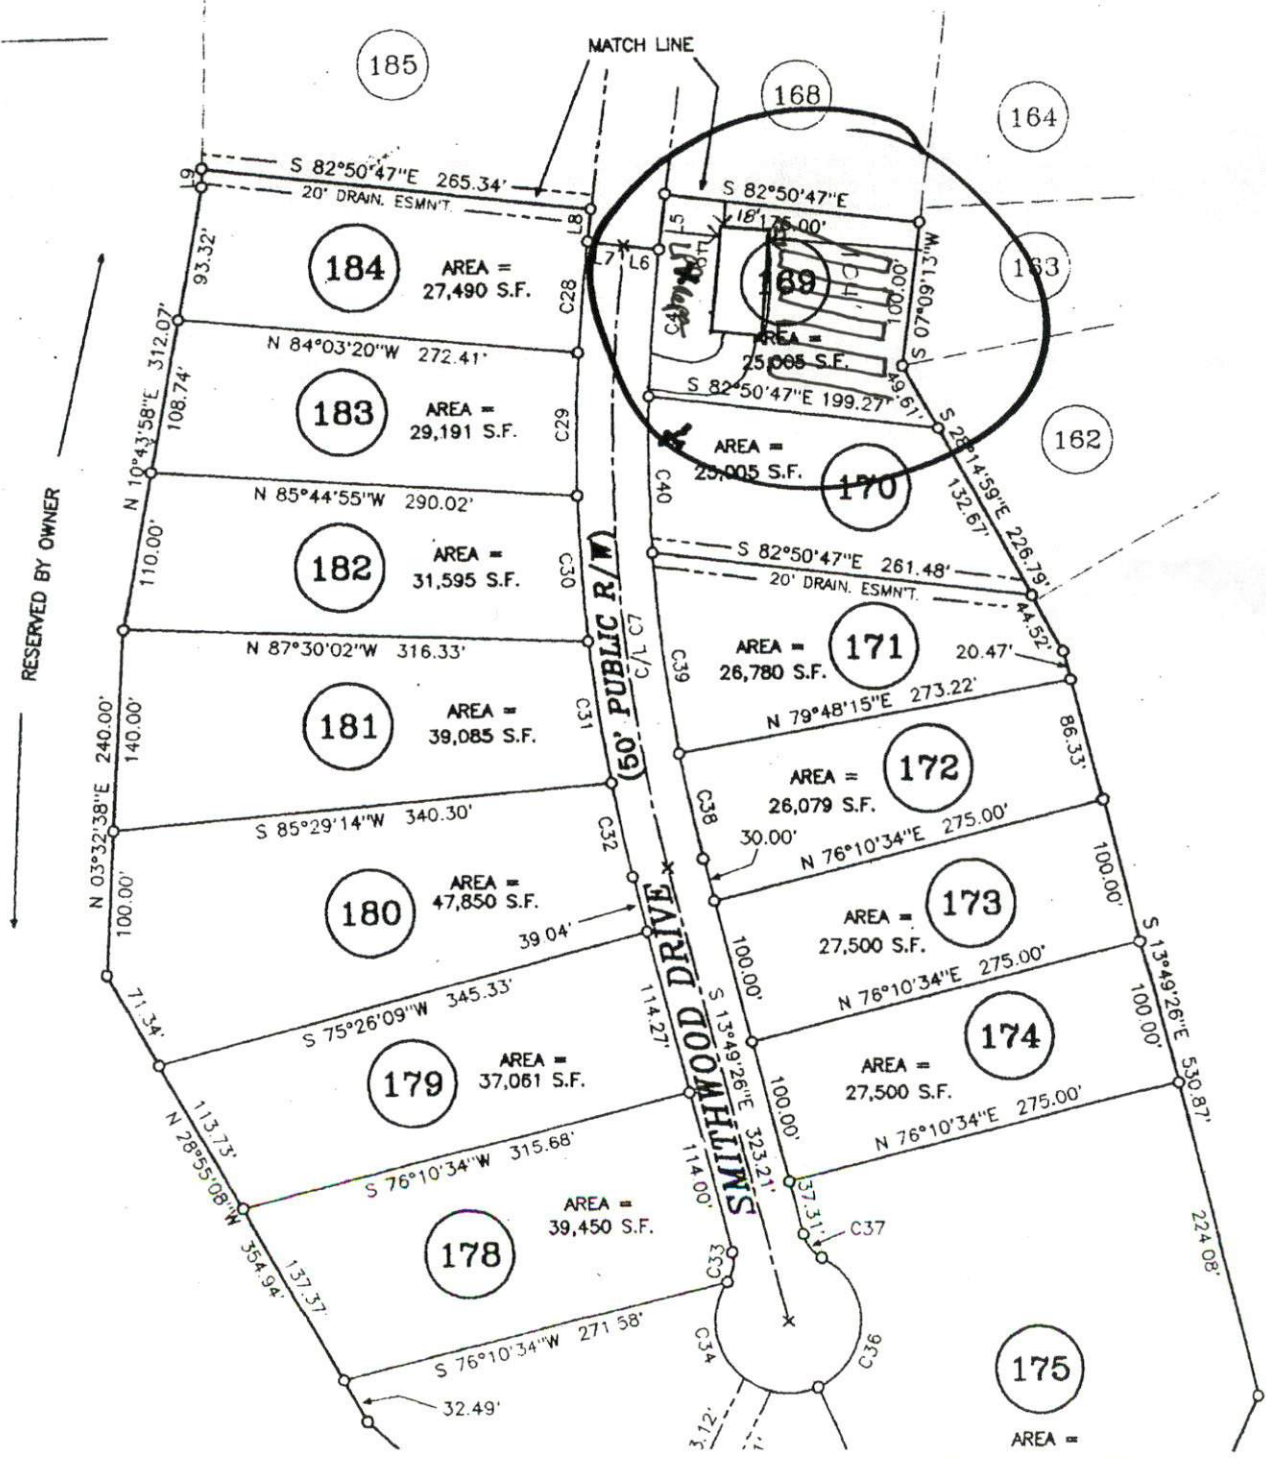 MATCH LINE
185
168
164
S 82°50'47"E 265.34'
20' DRAIN. ESMN'T.
L9
L8
L7
L6
L5
S 82°50'47"E
175.00'
18'
184
AREA =
27,490 S.F.
93.32'
C28
169
AREA =
25,005 S.F.
100.00'
S 07°09'13"W
163
N 84°03'20"W 272.41'
N 10°43'58"E 312.07'
108.74'
183
AREA =
29,191 S.F.
C29
S 82°50'47"E 199.27'
49.61'
162
S 28°14'59"E 226.79'
132.67'
170
AREA =
25,005 S.F.
C40
N 85°44'55"W 290.02'
110.00'
182
AREA =
31,595 S.F.
C30
S 82°50'47"E 261.48'
20' DRAIN. ESMN'T.
44.52'
RESERVED BY OWNER
N 87°30'02"W 316.33'
(50' PUBLIC R/W)
C/L C7
C39
171
AREA =
26,780 S.F.
20.47'
N 79°48'15"E 273.22'
N 03°32'38"E 240.00'
140.00'
181
AREA =
39,085 S.F.
C31
172
AREA =
26,079 S.F.
86.33'
C38
30.00'
S 85°29'14"W 340.30'
C32
N 76°10'34"E 275.00'
100.00'
180
AREA =
47,850 S.F.
39.04'
173
AREA =
27,500 S.F.
100.00'
100.00'
S 13°49'26"E 530.87'
71.34'
S 75°26'09"W 345.33'
SMITHWOOD DRIVE
S 13°49'26"E 323.21'
N 76°10'34"E 275.00'
114.27'
179
AREA =
37,061 S.F.
174
AREA =
27,500 S.F.
100.00'
100.00'
113.73'
N 28°55'08"W 354.94'
S 76°10'34"W 315.68'
N 76°10'34"E 275.00'
114.00'
37.31'
C37
178
AREA =
39,450 S.F.
137.37'
C33
224.08'
S 76°10'34"W 271.58'
C34
C36
32.49'
175
AREA =
3.12'